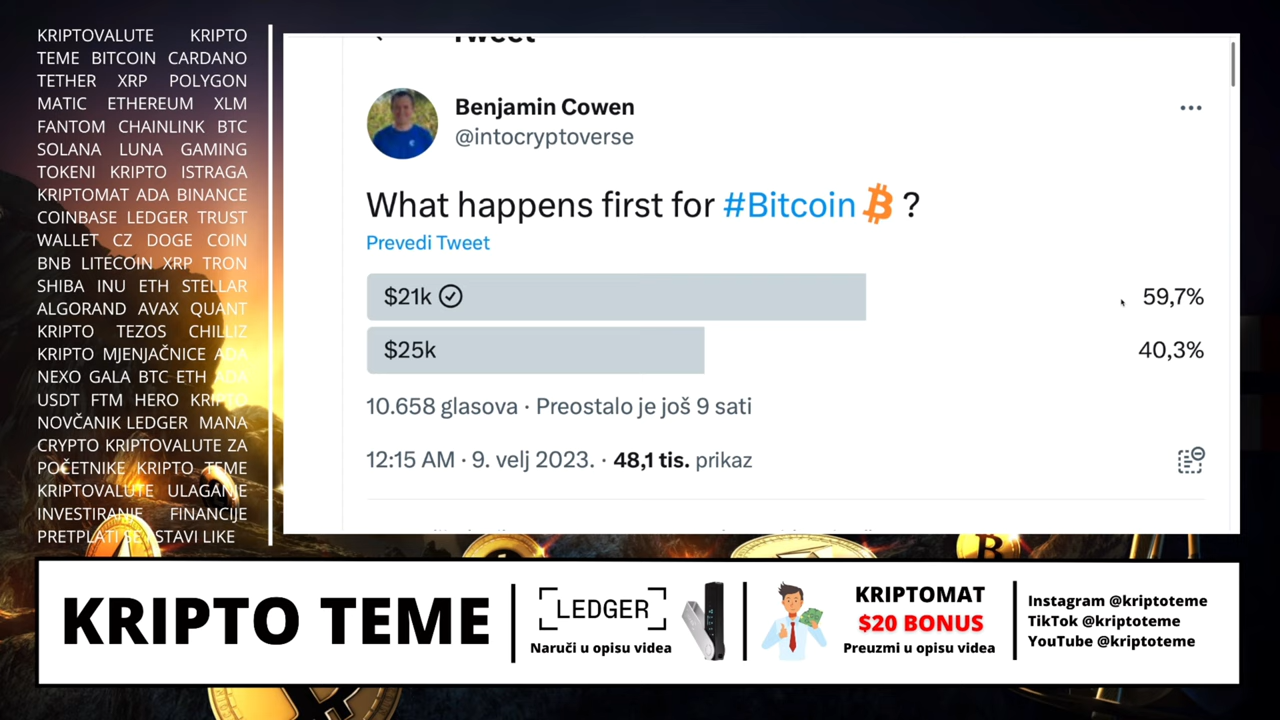 KRIPTOVALUTE KRIPTO
TEME BITCOIN CARDANO
TETHER XRP POLYGON
MATIC ETHEREUM XLM
FANTOM CHAINLINK BTC
SOLANA LUNA GAMING
TOKENI KRIPTO ISTRAGA
KRIPTOMAT ADA BINANCE
COINBASE LEDGER TRUST
WALLET CZ DOGE COIN
BNB LITECOIN XRP TRON
SHIBA INU ETH STELLAR
ALGORAND AVAX QUANT
KRIPTO TEZOS CHILLIZ
KRIPTO MJENJAČNICE ADA
NEXO GALA BTC ETH ADA
USDT FTM HERO KRIPTO
NOVČANIK LEDGER MANA
CRYPTO KRIPTOVALUTE ZA
POČETNIKE KRIPTO TEME
KRIPTOVALUTE ULAGANJE
INVESTIRANJE FINANCIJE
PRETPLATI SE I STAVI LIKE
Tweet
Benjamin Cowen
@intocryptoverse
What happens first for #Bitcoin ?
Prevedi Tweet
$21k 59,7%
$25k 40,3%
10.658 glasova · Preostalo je još 9 sati
12:15 AM · 9. velj 2023. · 48,1 tis. prikaz
KRIPTO TEME
LEDGER
Naruči u opisu videa
KRIPTOMAT
$20 BONUS
Preuzmi u opisu videa
Instagram @kriptoteme
TikTok @kriptoteme
YouTube @kriptoteme